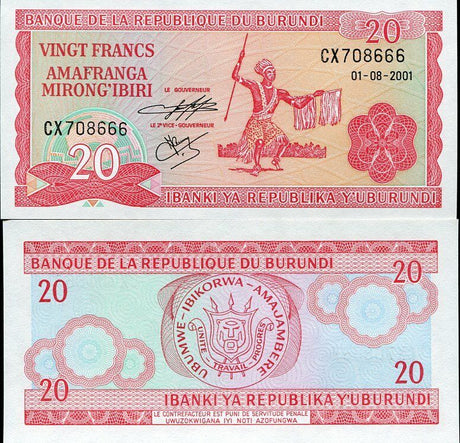 BANQUE DE LA REPUBLIQUE DU BURUNDI
20
VINGT FRANCS
AMAFRANGA
MIRONG'IBIRI
CX708666
01-08-2001
LE GOUVERNEUR
CX708666
LE 2e VICE-GOUVERNEUR
20
IBANKI YA REPUBLIKA Y'UBURUNDI
BANQUE DE LA REPUBLIQUE DU BURUNDI
20
20
UBUMWE-IBIKORWA-AMAJAMBERE
UNITE TRAVAIL PROGRES
20
20
IBANKI YA REPUBLIKA Y'UBURUNDI
LE CONTREFACTEUR EST PUNI DE SERVITUDE PENALE
UWUZOKWIGANA (YI NOTI) AZOFUNGWA